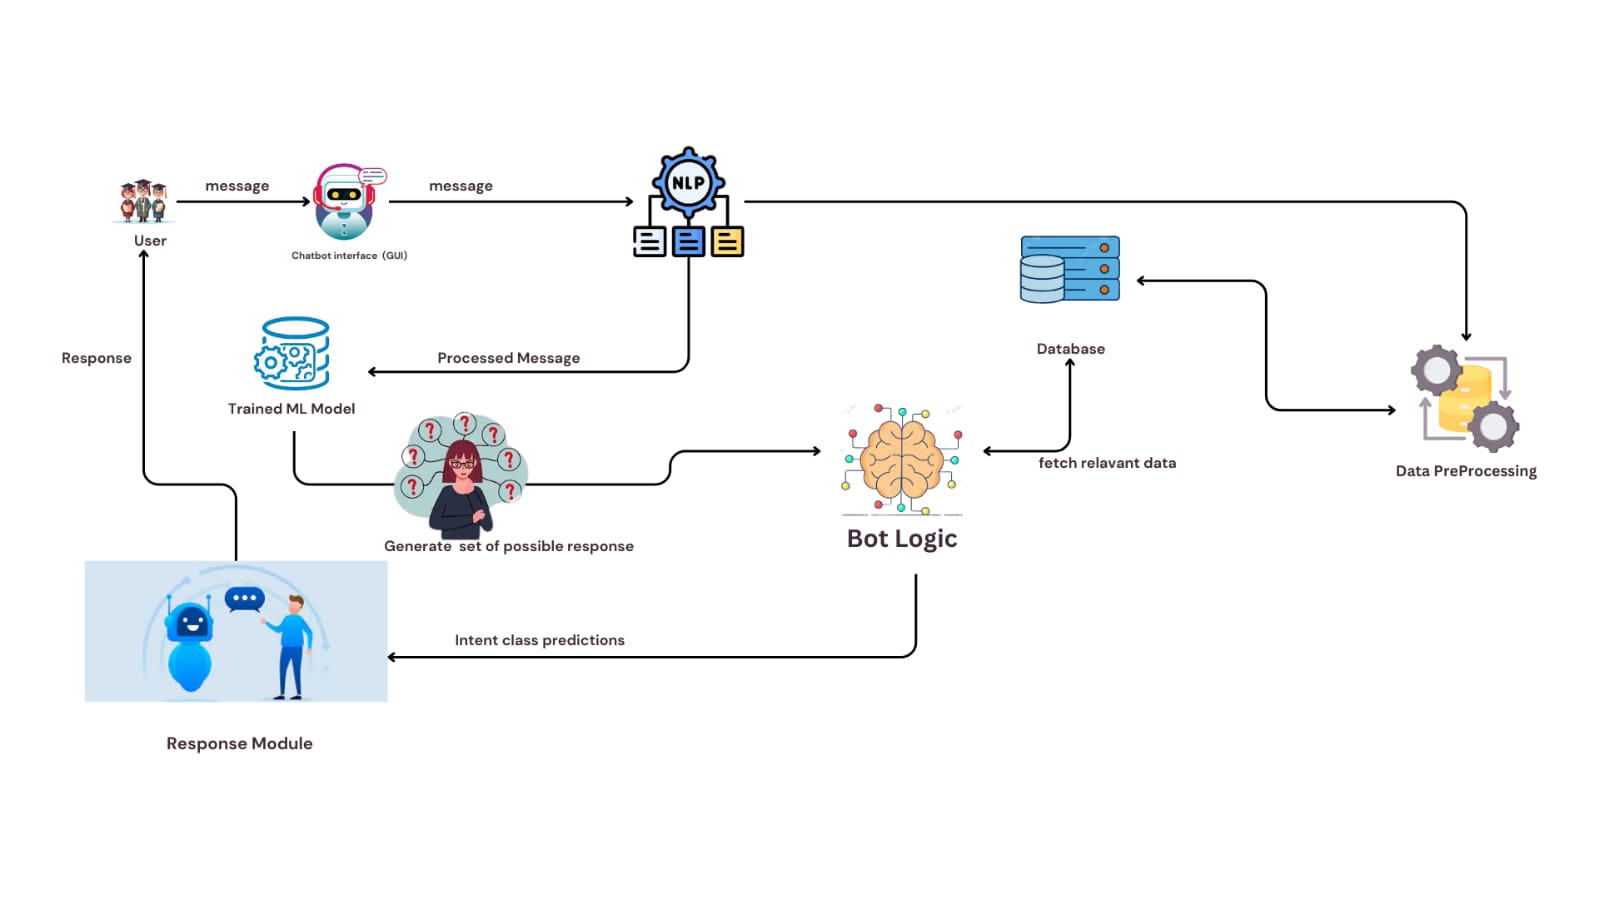 message
message
NLP
User
Chatbot interface (GUI)
Response
Processed Message
Database
Trained ML Model
fetch relavant data
Data PreProcessing
Generate set of possible response
Bot Logic
Intent class predictions
Response Module